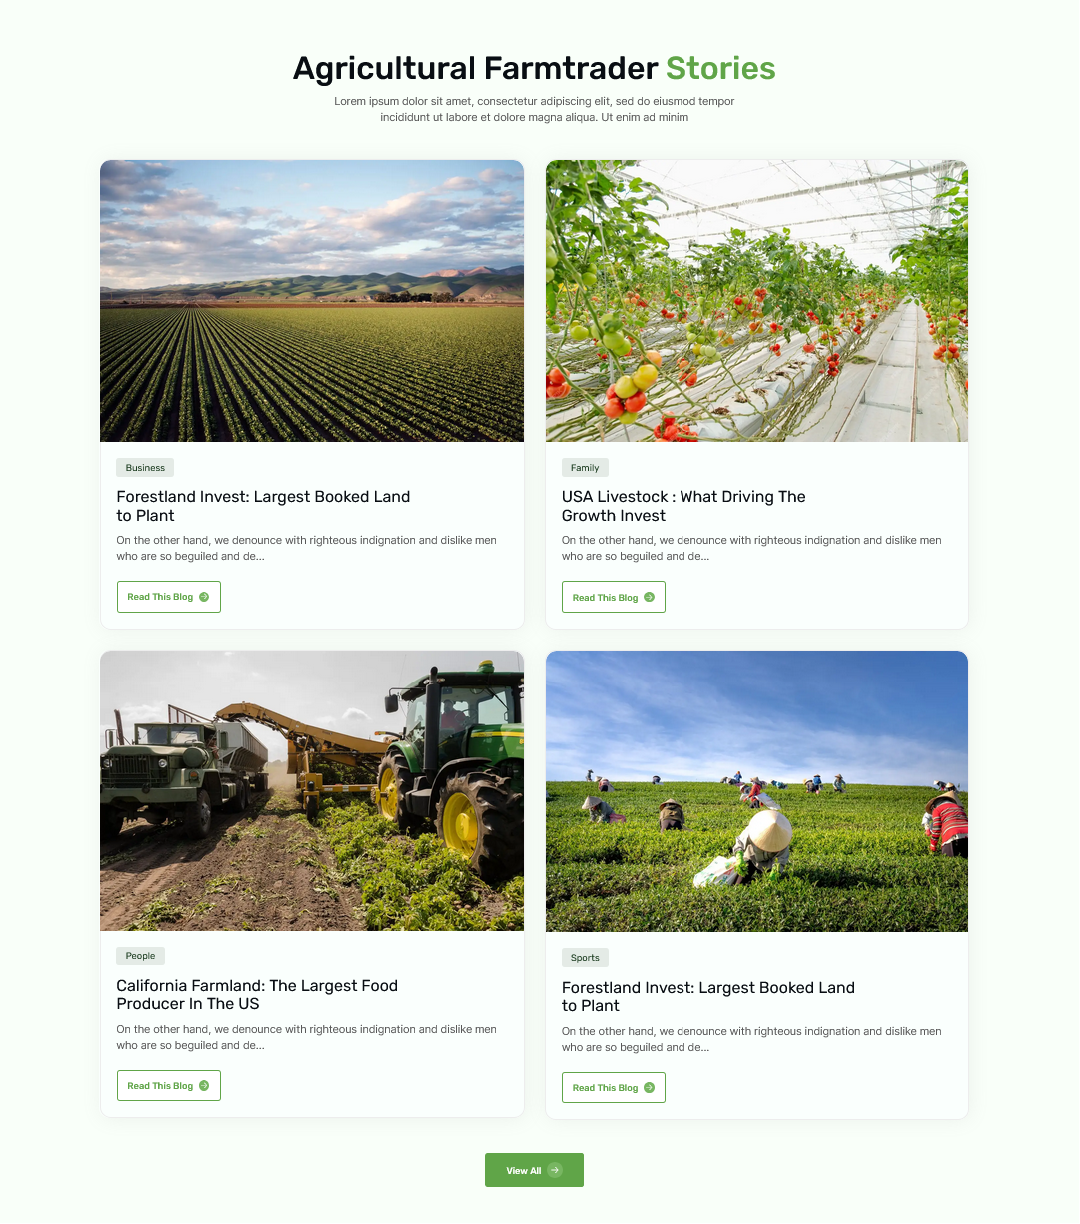 Agricultural Farmtrader Stories
Lorem ipsum dolor sit amet, consectetur adipiscing elit, sed do eiusmod tempor
incididunt ut labore et dolore magna aliqua. Ut enim ad minim
Business
Forestland Invest: Largest Booked Land
to Plant
On the other hand, we denounce with righteous indignation and dislike men
who are so beguiled and de...
Read This Blog
Family
USA Livestock : What Driving The
Growth Invest
On the other hand, we denounce with righteous indignation and dislike men
who are so beguiled and de...
Read This Blog
People
California Farmland: The Largest Food
Producer In The US
On the other hand, we denounce with righteous indignation and dislike men
who are so beguiled and de...
Read This Blog
Sports
Forestland Invest: Largest Booked Land
to Plant
On the other hand, we denounce with righteous indignation and dislike men
who are so beguiled and de...
Read This Blog
View All